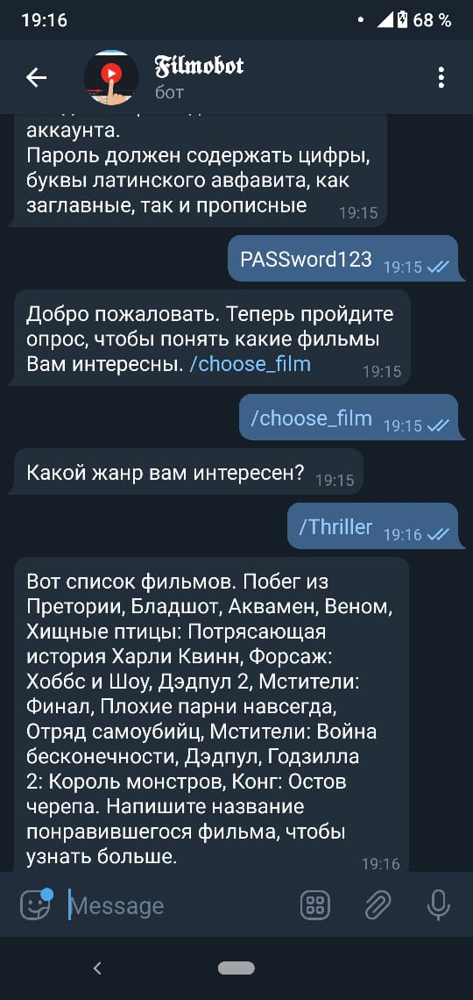 19:16
68 %
Filmobot
бот
аккаунта.
Пароль должен содержать цифры,
буквы латинского авфавита, как
заглавные, так и прописные
19:15
PASSword123
19:15
Добро пожаловать. Теперь пройдите
опрос, чтобы понять какие фильмы
Вам интересны. /choose_film
19:15
/choose_film
19:15
Какой жанр вам интересен?
19:15
/Thriller
19:16
Вот список фильмов. Побег из
Претории, Бладшот, Аквамен, Веном,
Хищные птицы: Потрясающая
история Харли Квинн, Форсаж:
Хоббс и Шоу, Дэдпул 2, Мстители:
Финал, Плохие парни навсегда,
Отряд самоубийц, Мстители: Война
бесконечности, Дэдпул, Годзилла
2: Король монстров, Конг: Остов
черепа. Напишите название
понравившегося фильма, чтобы
узнать больше.
19:16
Message